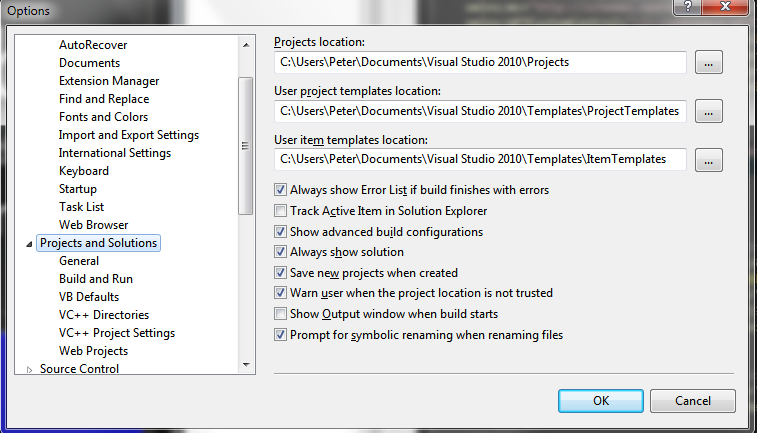 Options
?
AutoRecover
Documents
Extension Manager
Find and Replace
Fonts and Colors
Import and Export Settings
International Settings
Keyboard
Startup
Task List
Web Browser
Projects and Solutions
General
Build and Run
VB Defaults
VC++ Directories
VC++ Project Settings
Web Projects
Source Control
Projects location:
C:\Users\Peter\Documents\Visual Studio 2010\Projects
...
User project templates location:
C:\Users\Peter\Documents\Visual Studio 2010\Templates\ProjectTemplates
...
User item templates location:
C:\Users\Peter\Documents\Visual Studio 2010\Templates\ItemTemplates
...
Always show Error List if build finishes with errors
Track Active Item in Solution Explorer
Show advanced build configurations
Always show solution
Save new projects when created
Warn user when the project location is not trusted
Show Output window when build starts
Prompt for symbolic renaming when renaming files
OK
Cancel